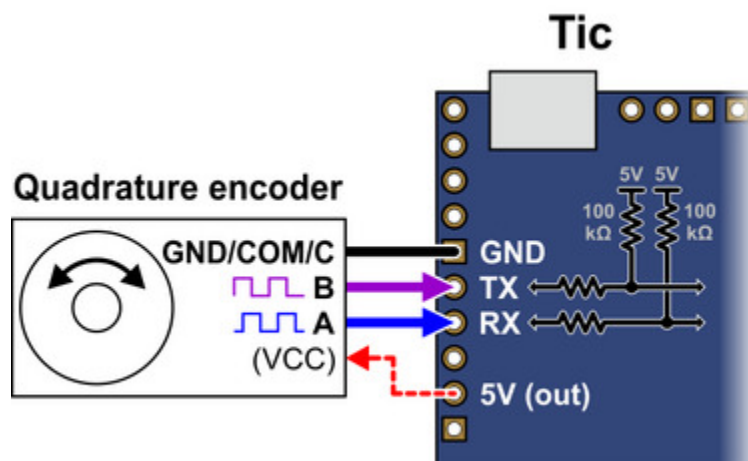 Tic
Quadrature encoder
5V 5V
100
kΩ
100
kΩ
GND/COM/C
GND
B
TX
A
RX
(VCC)
5V (out)